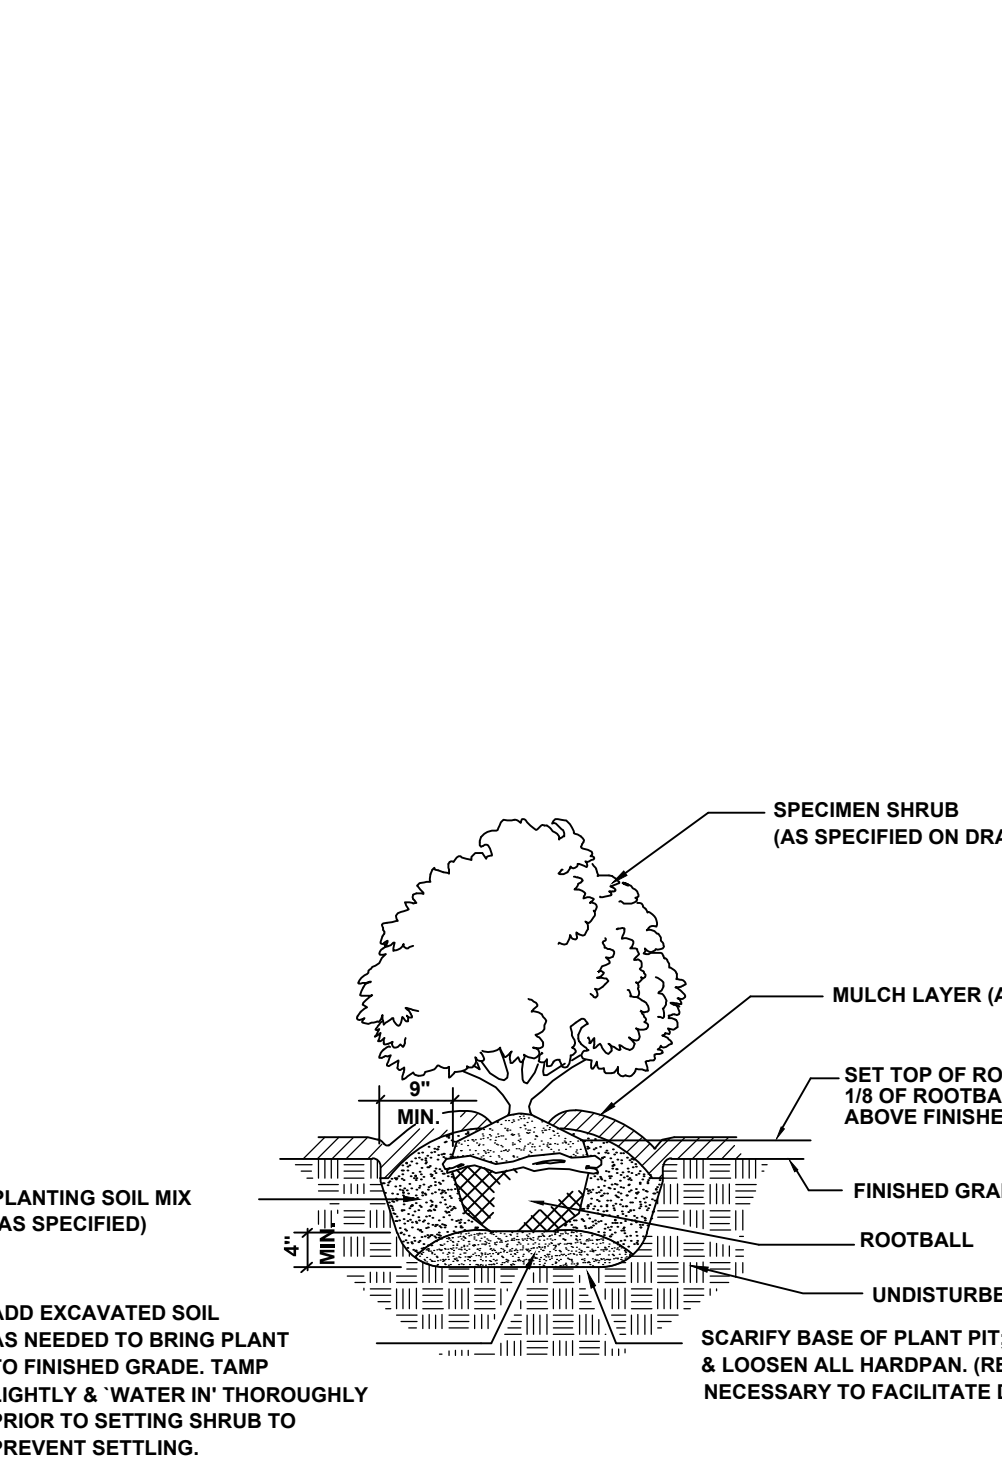 SPECIMEN SHRUB
(AS SPECIFIED ON DRA
MULCH LAYER (A
SET TOP OF RO
1/8 OF ROOTBA
ABOVE FINISHE
9"
MIN.
FINISHED GRA
PLANTING SOIL MIX
(AS SPECIFIED)
4"
MIN.
ROOTBALL
UNDISTURBE
ADD EXCAVATED SOIL
AS NEEDED TO BRING PLANT
TO FINISHED GRADE. TAMP
LIGHTLY & `WATER IN' THOROUGHLY
PRIOR TO SETTING SHRUB TO
PREVENT SETTLING.
SCARIFY BASE OF PLANT PIT;
& LOOSEN ALL HARDPAN. (RE
NECESSARY TO FACILITATE D